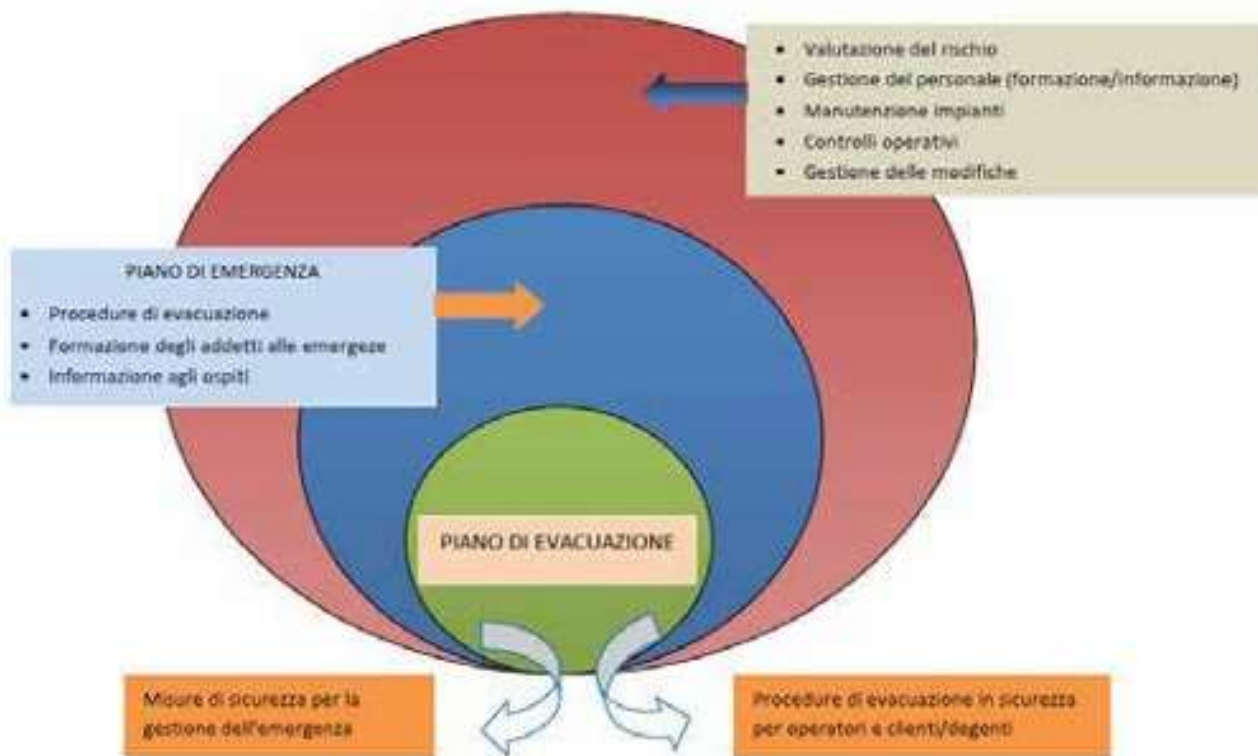 • Valutazione del rischio
• Gestione del personale (formazione/informazione)
• Manutenzione impianti
• Controlli operativi
• Gestione delle modifiche
PIANO DI EMERGENZA
• Procedure di evacuazione
• Formazione degli addetti alle emergeze
• Informazione agli ospiti
PIANO DI EVACUAZIONE
Misure di sicurezza per la
gestione dell'emergenza
Procedure di evacuazione in sicurezza
per operatori e clienti/degenti